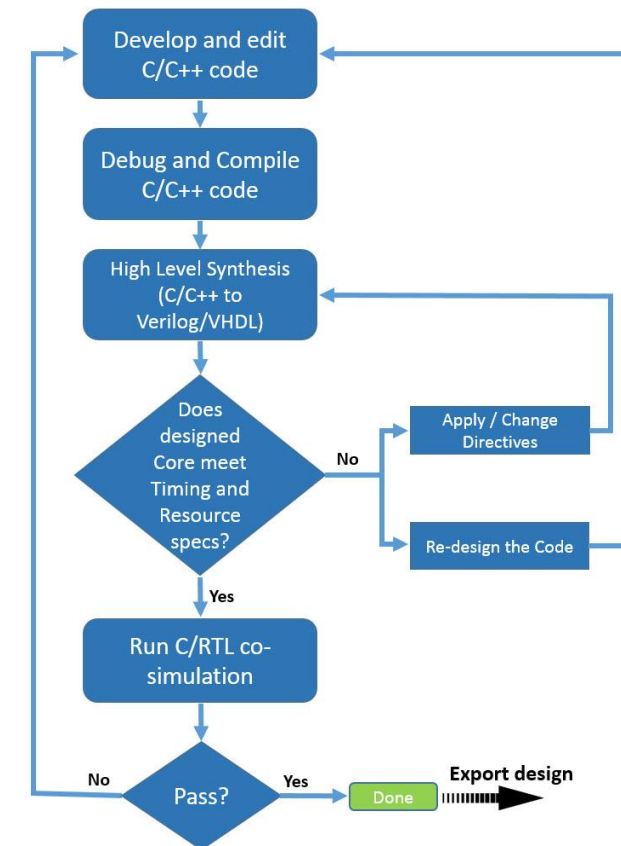 Develop and edit
C/C++ code
Debug and Compile
C/C++ code
High Level Synthesis
(C/C++ to
Verilog/VHDL)
Does
designed
Core meet
Timing and
Resource
specs?
No
Apply / Change
Directives
Re-design the Code
Yes
Run C/RTL co-
simulation
Pass?
No
Yes
Done
Export design